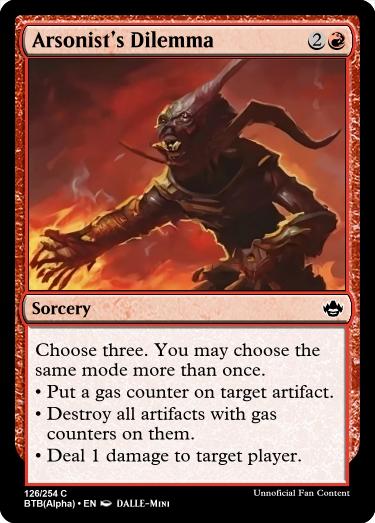 Arsonist's Dilemma 2
Sorcery
Choose three. You may choose the
same mode more than once.
• Put a gas counter on target artifact.
• Destroy all artifacts with gas
counters on them.
• Deal 1 damage to target player.
126/254 C
Unnofficial Fan Content
BTB(Alpha) • EN DALLE-Mini